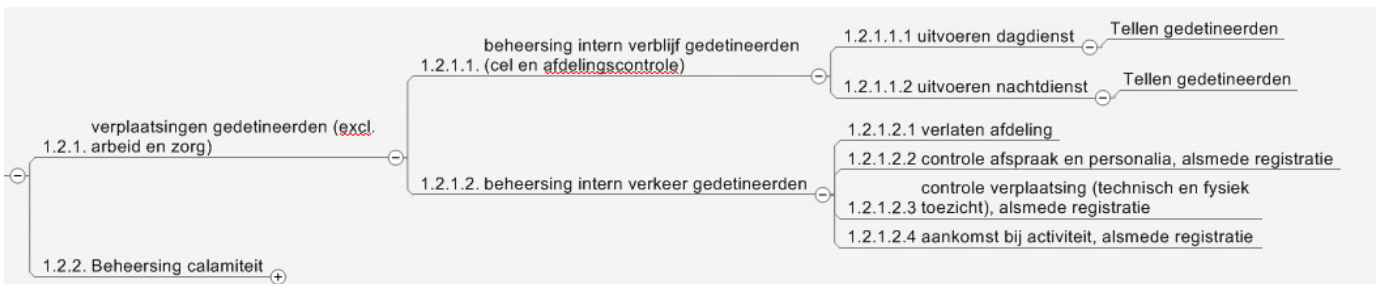 verplaatsingen gedetineerden (excl.
1.2.1. arbeid en zorg)
beheersing intern verblijf gedetineerden
1.2.1.1. (cel en afdelingscontrole)
1.2.1.1.1 uitvoeren dagdienst
Tellen gedetineerden
1.2.1.1.2 uitvoeren nachtdienst
Tellen gedetineerden
1.2.1.2. beheersing intern verkeer gedetineerden
1.2.1.2.1 verlaten afdeling
1.2.1.2.2 controle afspraak en personalia, alsmede registratie
controle verplaatsing (technisch en fysiek
1.2.1.2.3 toezicht), alsmede registratie
1.2.1.2.4 aankomst bij activiteit, alsmede registratie
1.2.2. Beheersing calamiteit